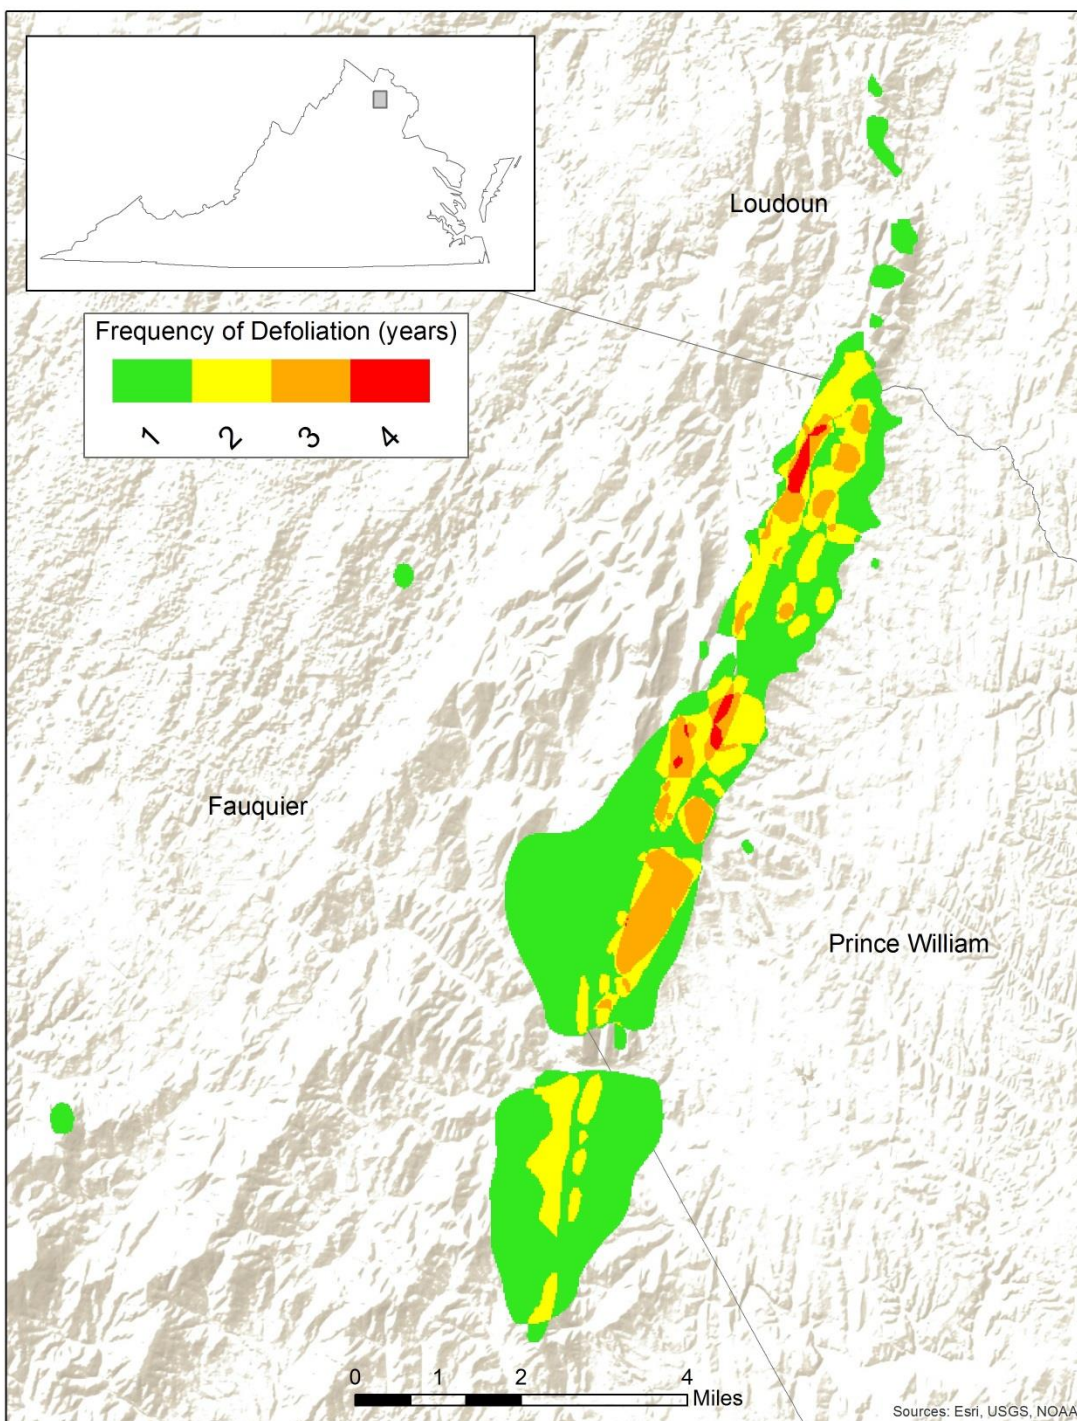 Loudoun
Frequency of Defoliation (years)
1 2 3 4
Fauquier
Prince William
0 1 2 4
Miles
Sources: Esri, USGS, NOAA